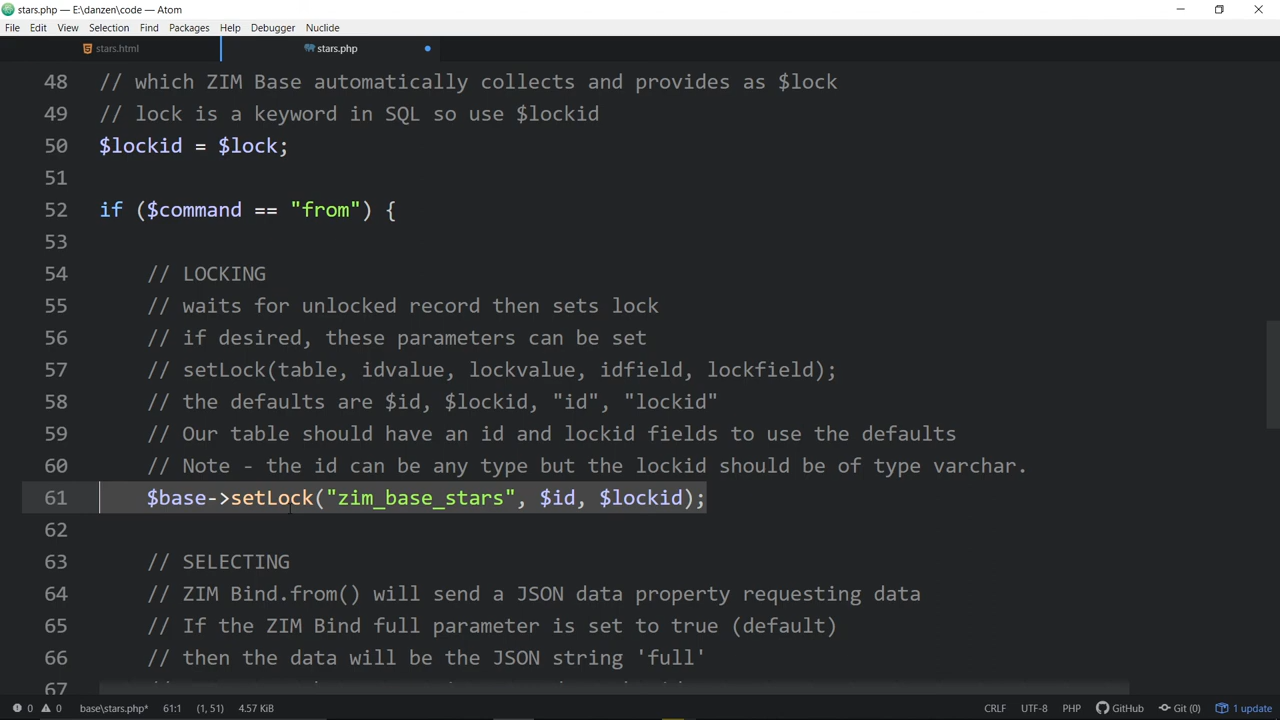 stars.php — E:\danzen\code — Atom
File Edit View Selection Find Packages Help Debugger Nuclide
stars.html stars.php
48 // which ZIM Base automatically collects and provides as $lock
49 // lock is a keyword in SQL so use $lockid
50 $lockid = $lock;
51
52 if ($command == "from") {
53
54 // LOCKING
55 // waits for unlocked record then sets lock
56 // if desired, these parameters can be set
57 // setLock(table, idvalue, lockvalue, idfield, lockfield);
58 // the defaults are $id, $lockid, "id", "lockid"
59 // Our table should have an id and lockid fields to use the defaults
60 // Note - the id can be any type but the lockid should be of type varchar.
61 $base->setLock("zim_base_stars", $id, $lockid);
62
63 // SELECTING
64 // ZIM Bind.from() will send a JSON data property requesting data
65 // If the ZIM Bind full parameter is set to true (default)
66 // then the data will be the JSON string 'full'
67
0 0 base\stars.php* 61:1 (1, 51) 4.57 KiB CRLF UTF-8 PHP GitHub Git (0) 1 update